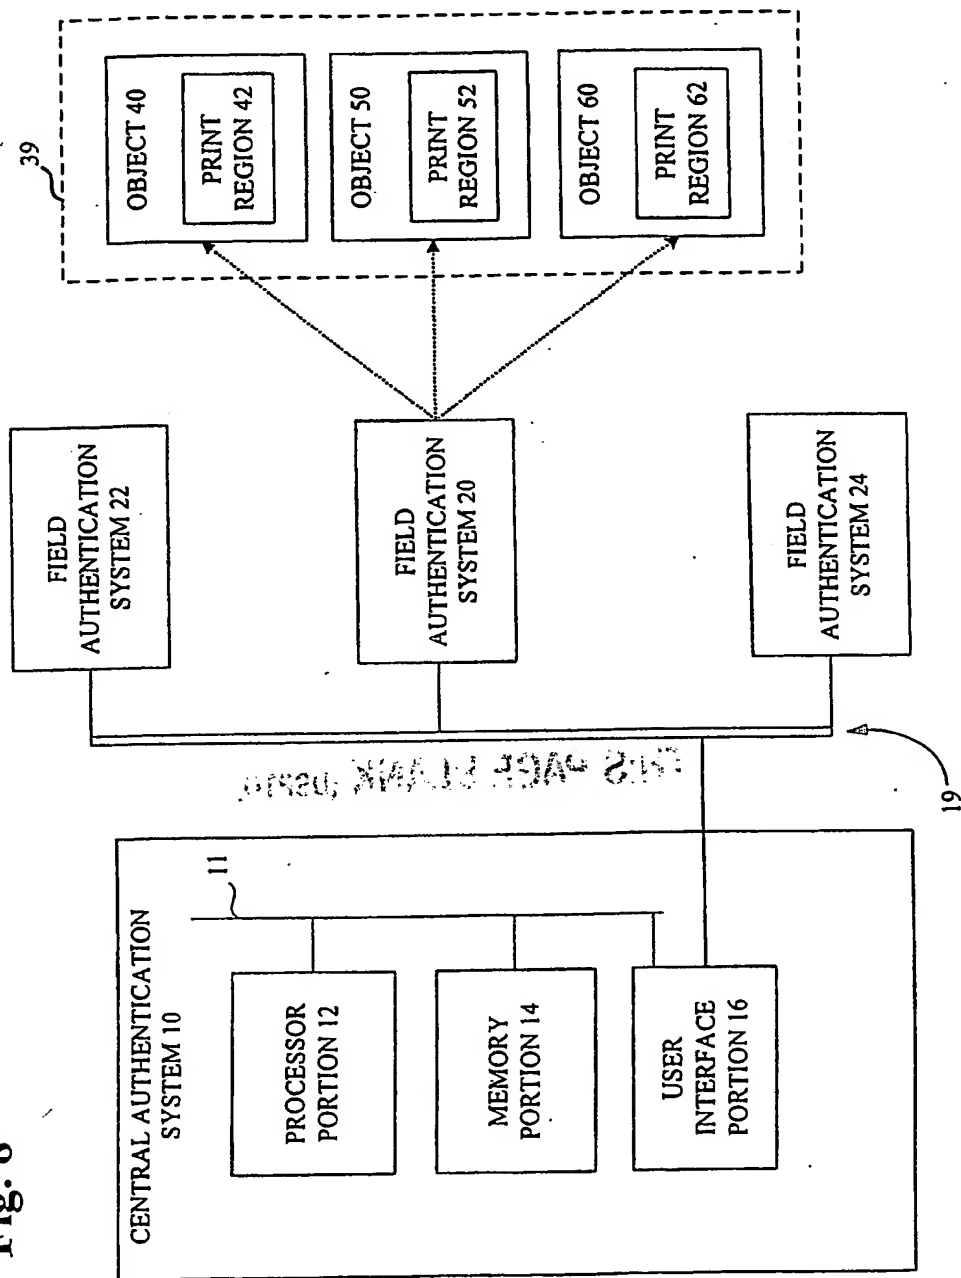 Fig.
CENTRAL AUTHENTICATION
SYSTEM 10
11
PROCESSOR
PORTION 12
MEMORY
PORTION 14
USER
INTERFACE
PORTION 16
19
FIELD
AUTHENTICATION
SYSTEM 22
FIELD
AUTHENTICATION
SYSTEM 20
FIELD
AUTHENTICATION
SYSTEM 24
39
OBJECT 40
PRINT
REGION 42
OBJECT 50
PRINT
REGION 52
OBJECT 60
PRINT
REGION 62